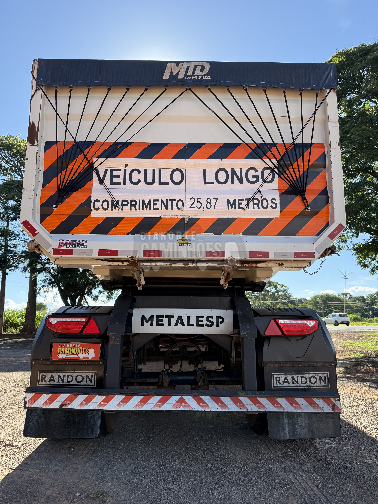 MTD
VEÍCULO LONGO
COMPRIMENTO 25,87 METROS
METALESP
RANDON RANDON